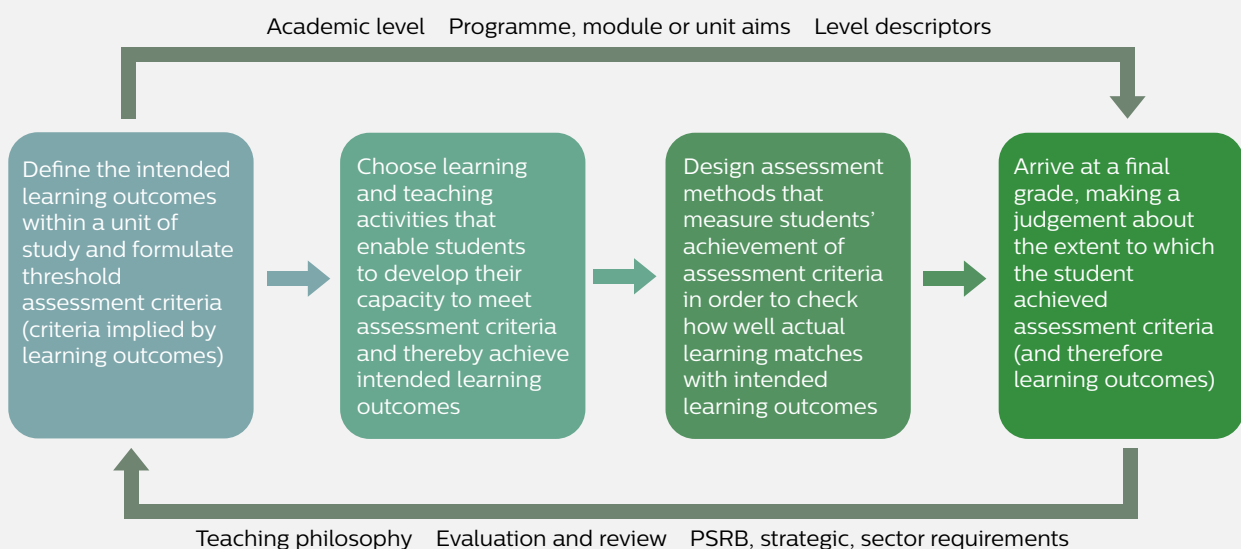 Academic level Programme, module or unit aims Level descriptors
Define the intended
learning outcomes
within a unit of
study and formulate
threshold
assessment criteria
(criteria implied by
learning outcomes)
Choose learning
and teaching
activities that
enable students
to develop their
capacity to meet
assessment criteria
and thereby achieve
intended learning
outcomes
Design assessment
methods that
measure students’
achievement of
assessment criteria
in order to check
how well actual
learning matches
with intended
learning outcomes
Arrive at a final
grade, making a
judgement about
the extent to which
the student
achieved
assessment criteria
(and therefore
learning outcomes)
Teaching philosophy Evaluation and review PSRB, strategic, sector requirements